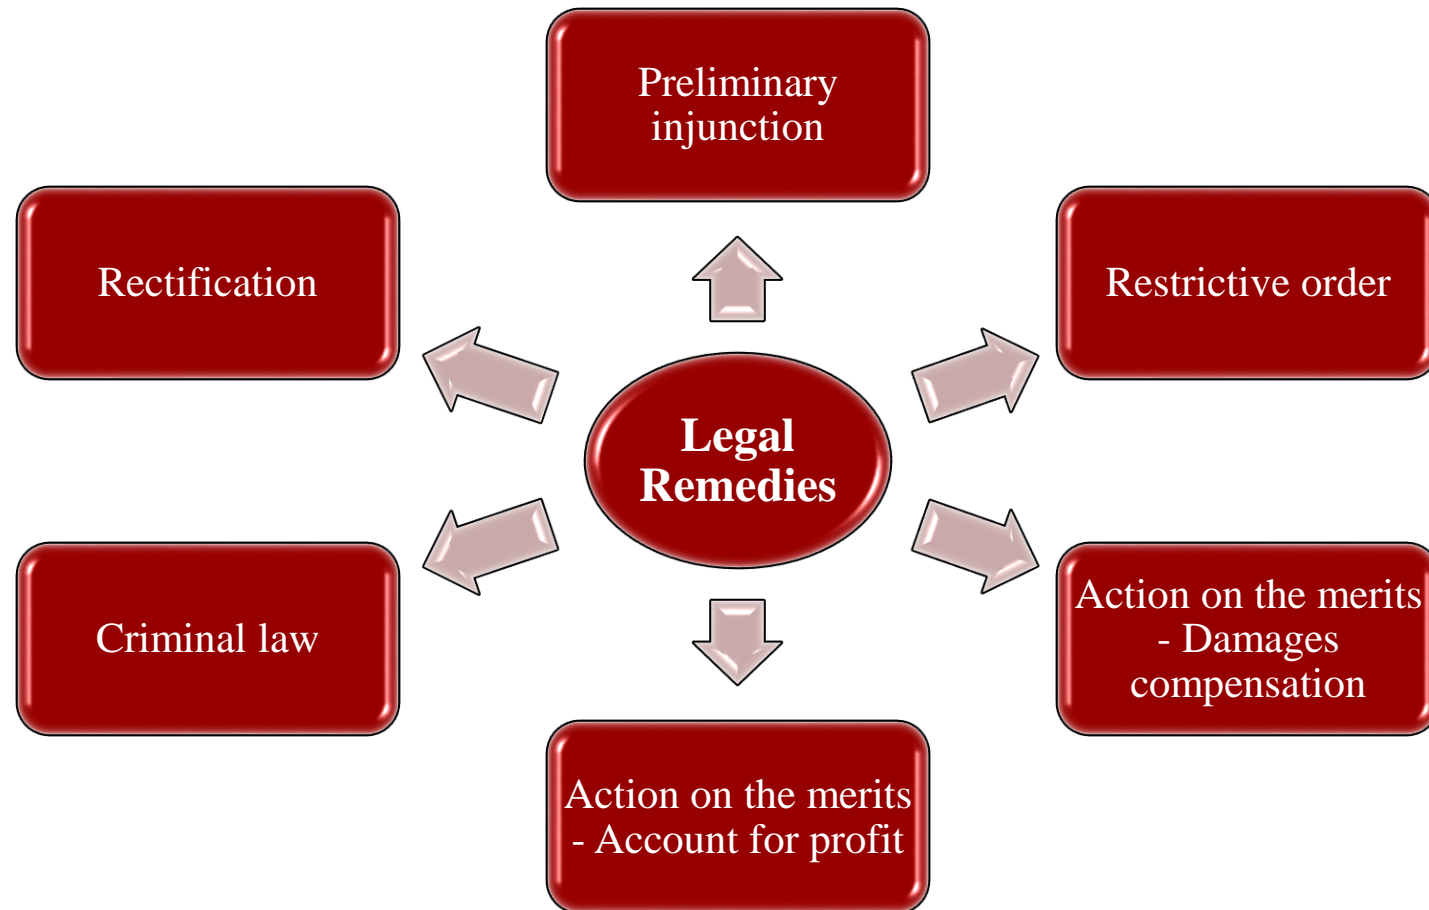 Preliminary
injunction
Rectification
Restrictive order
Legal
Remedies
Criminal law
Action on the merits
- Damages
compensation
Action on the merits
- Account for profit